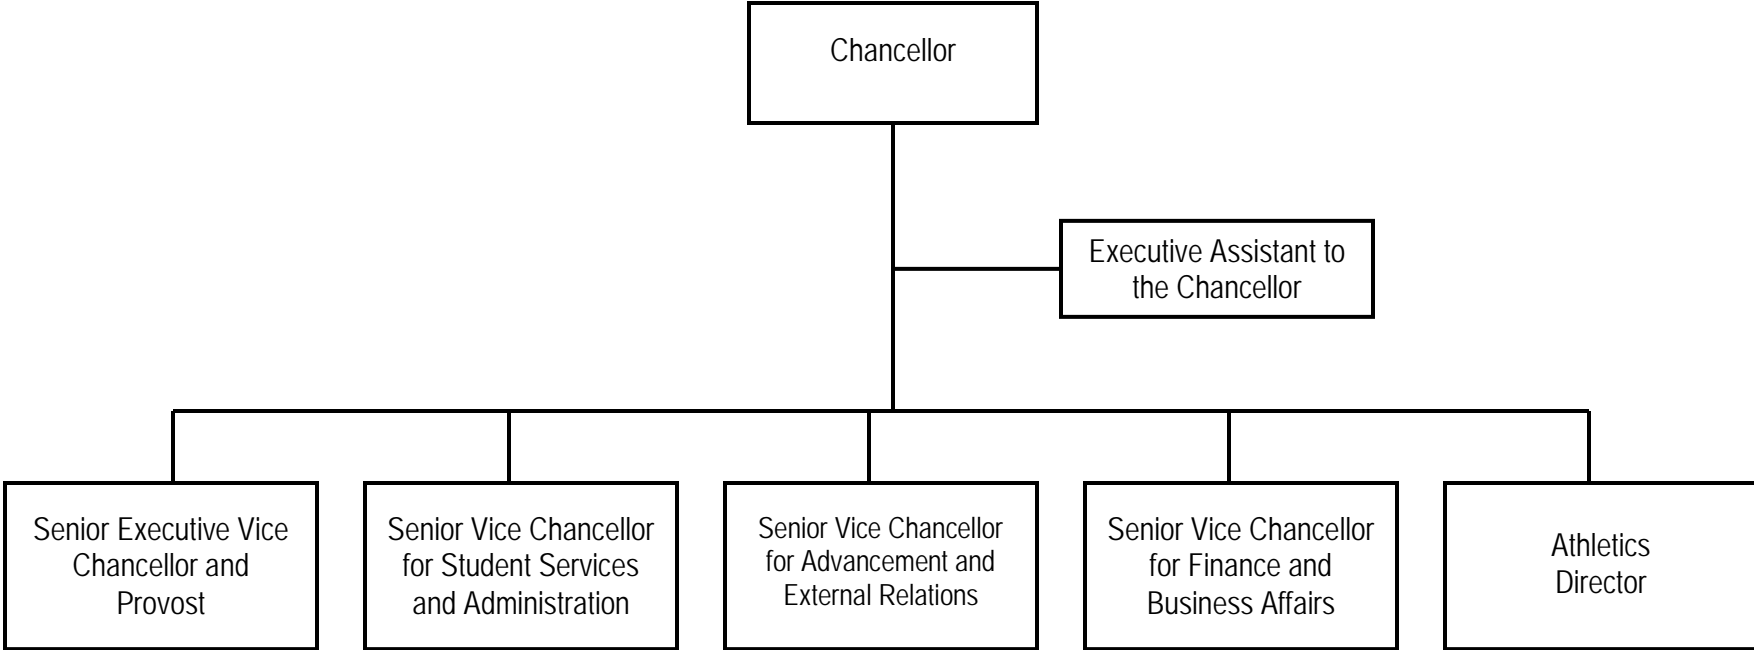 Chancellor
Executive Assistant to
the Chancellor
Senior Executive Vice
Chancellor and
Provost
Senior Vice Chancellor
for Student Services
and Administration
Senior Vice Chancellor
for Advancement and
External Relations
Senior Vice Chancellor
for Finance and
Business Affairs
Athletics
Director